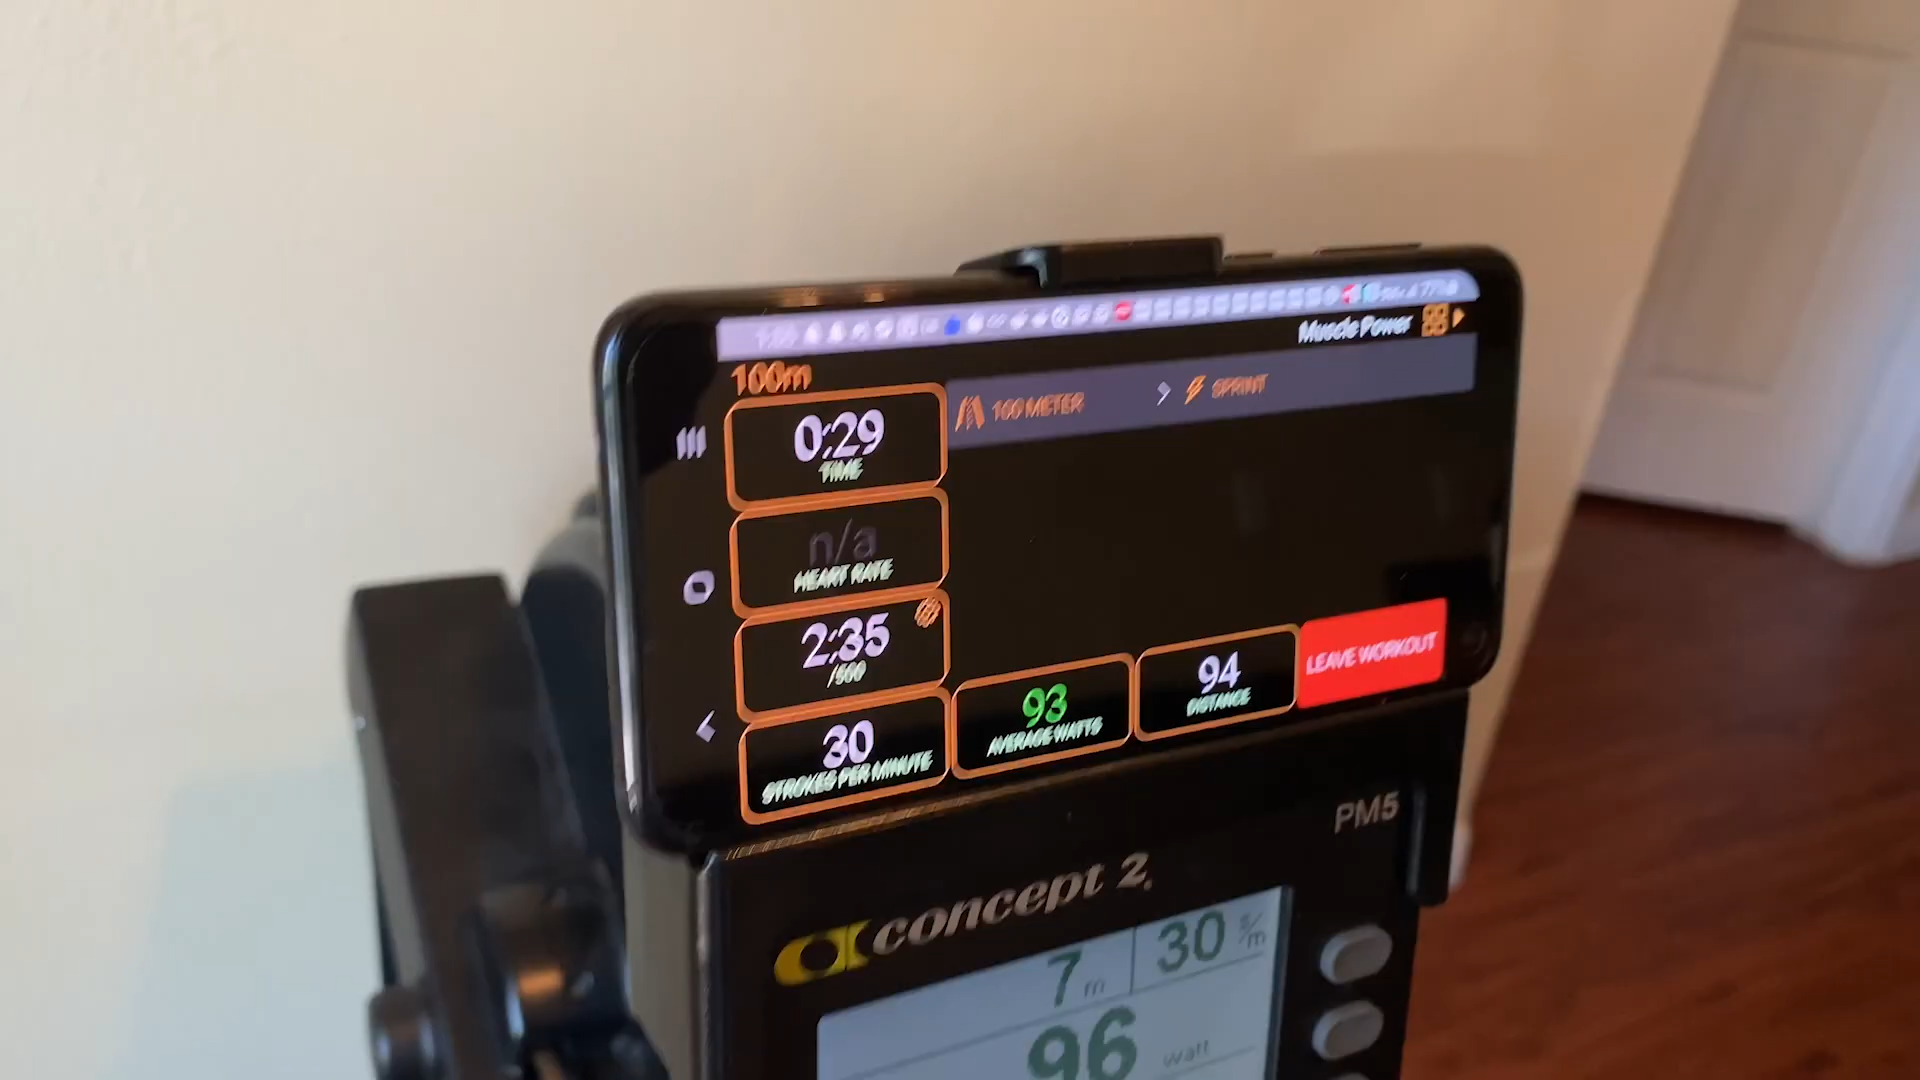 Muscle Power
100m
100 METER
SPRINT
0:29
TIME
n/a
HEART RATE
2:35
/500
30
STROKES PER MINUTE
93
AVERAGE WATTS
94
DISTANCE
LEAVE WORKOUT
PM5
concept 2
7 m
30 s/m
96 watt